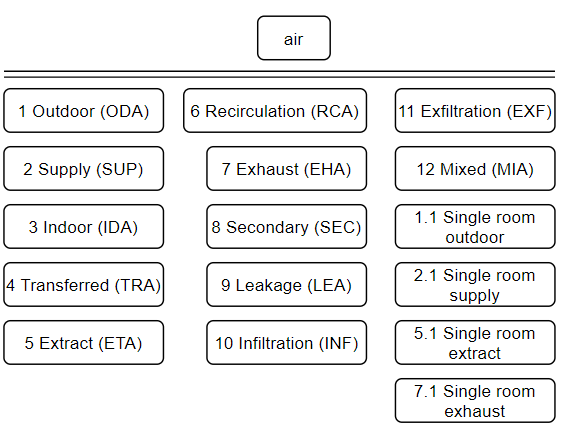 air
1 Outdoor (ODA)
2 Supply (SUP)
3 Indoor (IDA)
4 Transferred (TRA)
5 Extract (ETA)
6 Recirculation (RCA)
7 Exhaust (EHA)
8 Secondary (SEC)
9 Leakage (LEA)
10 Infiltration (INF)
11 Exfiltration (EXF)
12 Mixed (MIA)
1.1 Single room
outdoor
2.1 Single room
supply
5.1 Single room
extract
7.1 Single room
exhaust